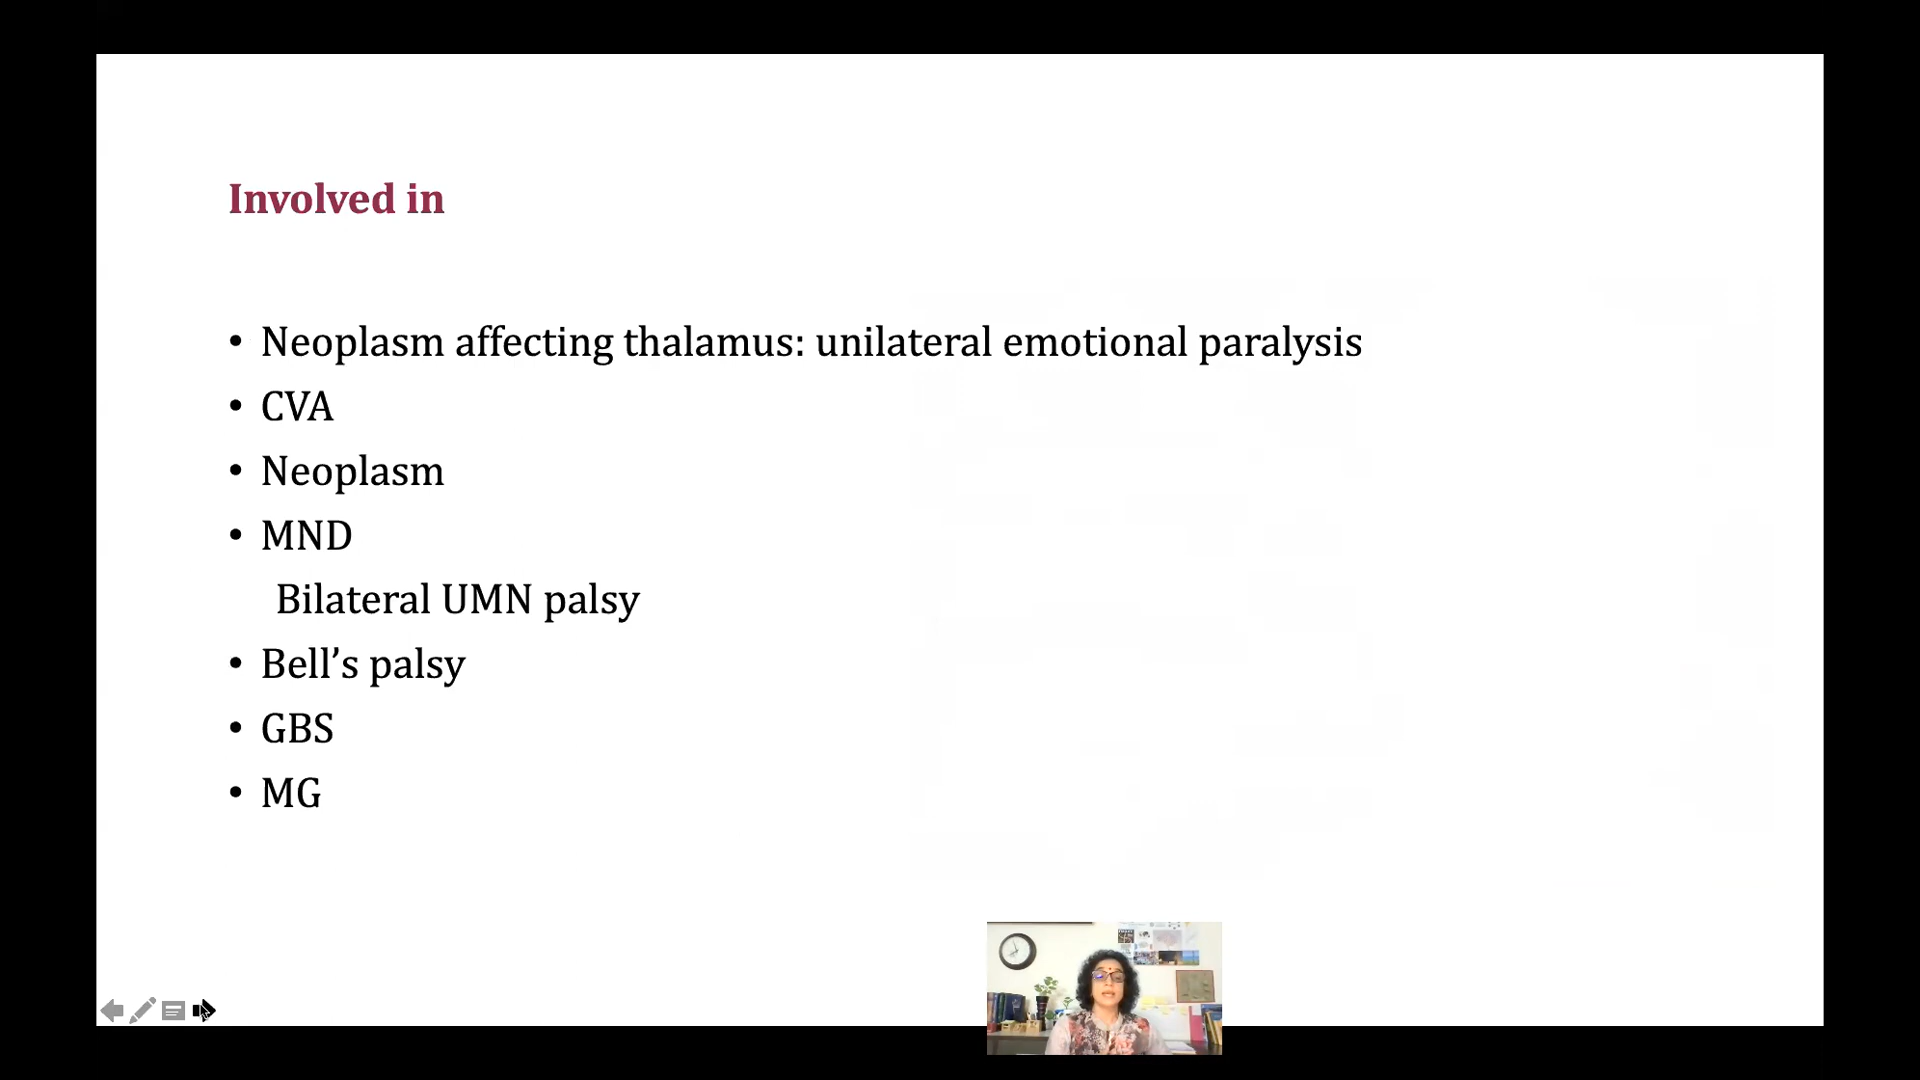 Involved in
• Neoplasm affecting thalamus: unilateral emotional paralysis
• CVA
• Neoplasm
• MND
Bilateral UMN palsy
• Bell’s palsy
• GBS
• MG